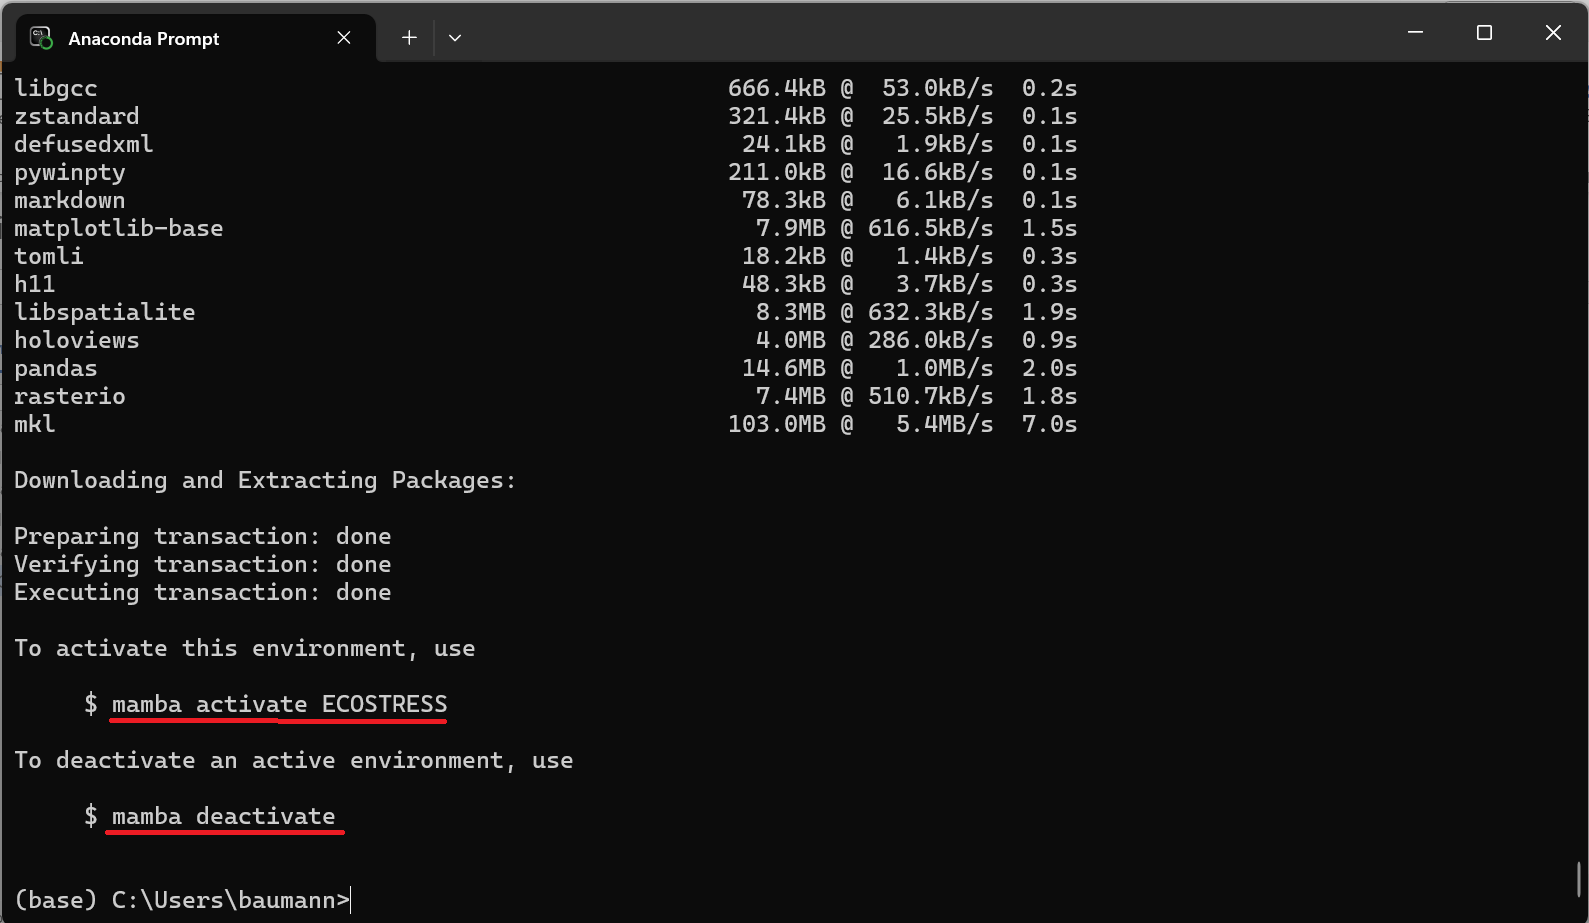 Anaconda Prompt
libgcc 666.4kB @ 53.0kB/s 0.2s
zstandard 321.4kB @ 25.5kB/s 0.1s
defusedxml 24.1kB @ 1.9kB/s 0.1s
pywinpty 211.0kB @ 16.6kB/s 0.1s
markdown 78.3kB @ 6.1kB/s 0.1s
matplotlib-base 7.9MB @ 616.5kB/s 1.5s
tomli 18.2kB @ 1.4kB/s 0.3s
h11 48.3kB @ 3.7kB/s 0.3s
libspatialite 8.3MB @ 632.3kB/s 1.9s
holoviews 4.0MB @ 286.0kB/s 0.9s
pandas 14.6MB @ 1.0MB/s 2.0s
rasterio 7.4MB @ 510.7kB/s 1.8s
mkl 103.0MB @ 5.4MB/s 7.0s
Downloading and Extracting Packages:
Preparing transaction: done
Verifying transaction: done
Executing transaction: done
To activate this environment, use
$ mamba activate ECOSTRESS
To deactivate an active environment, use
$ mamba deactivate
(base) C:\Users\baumann>